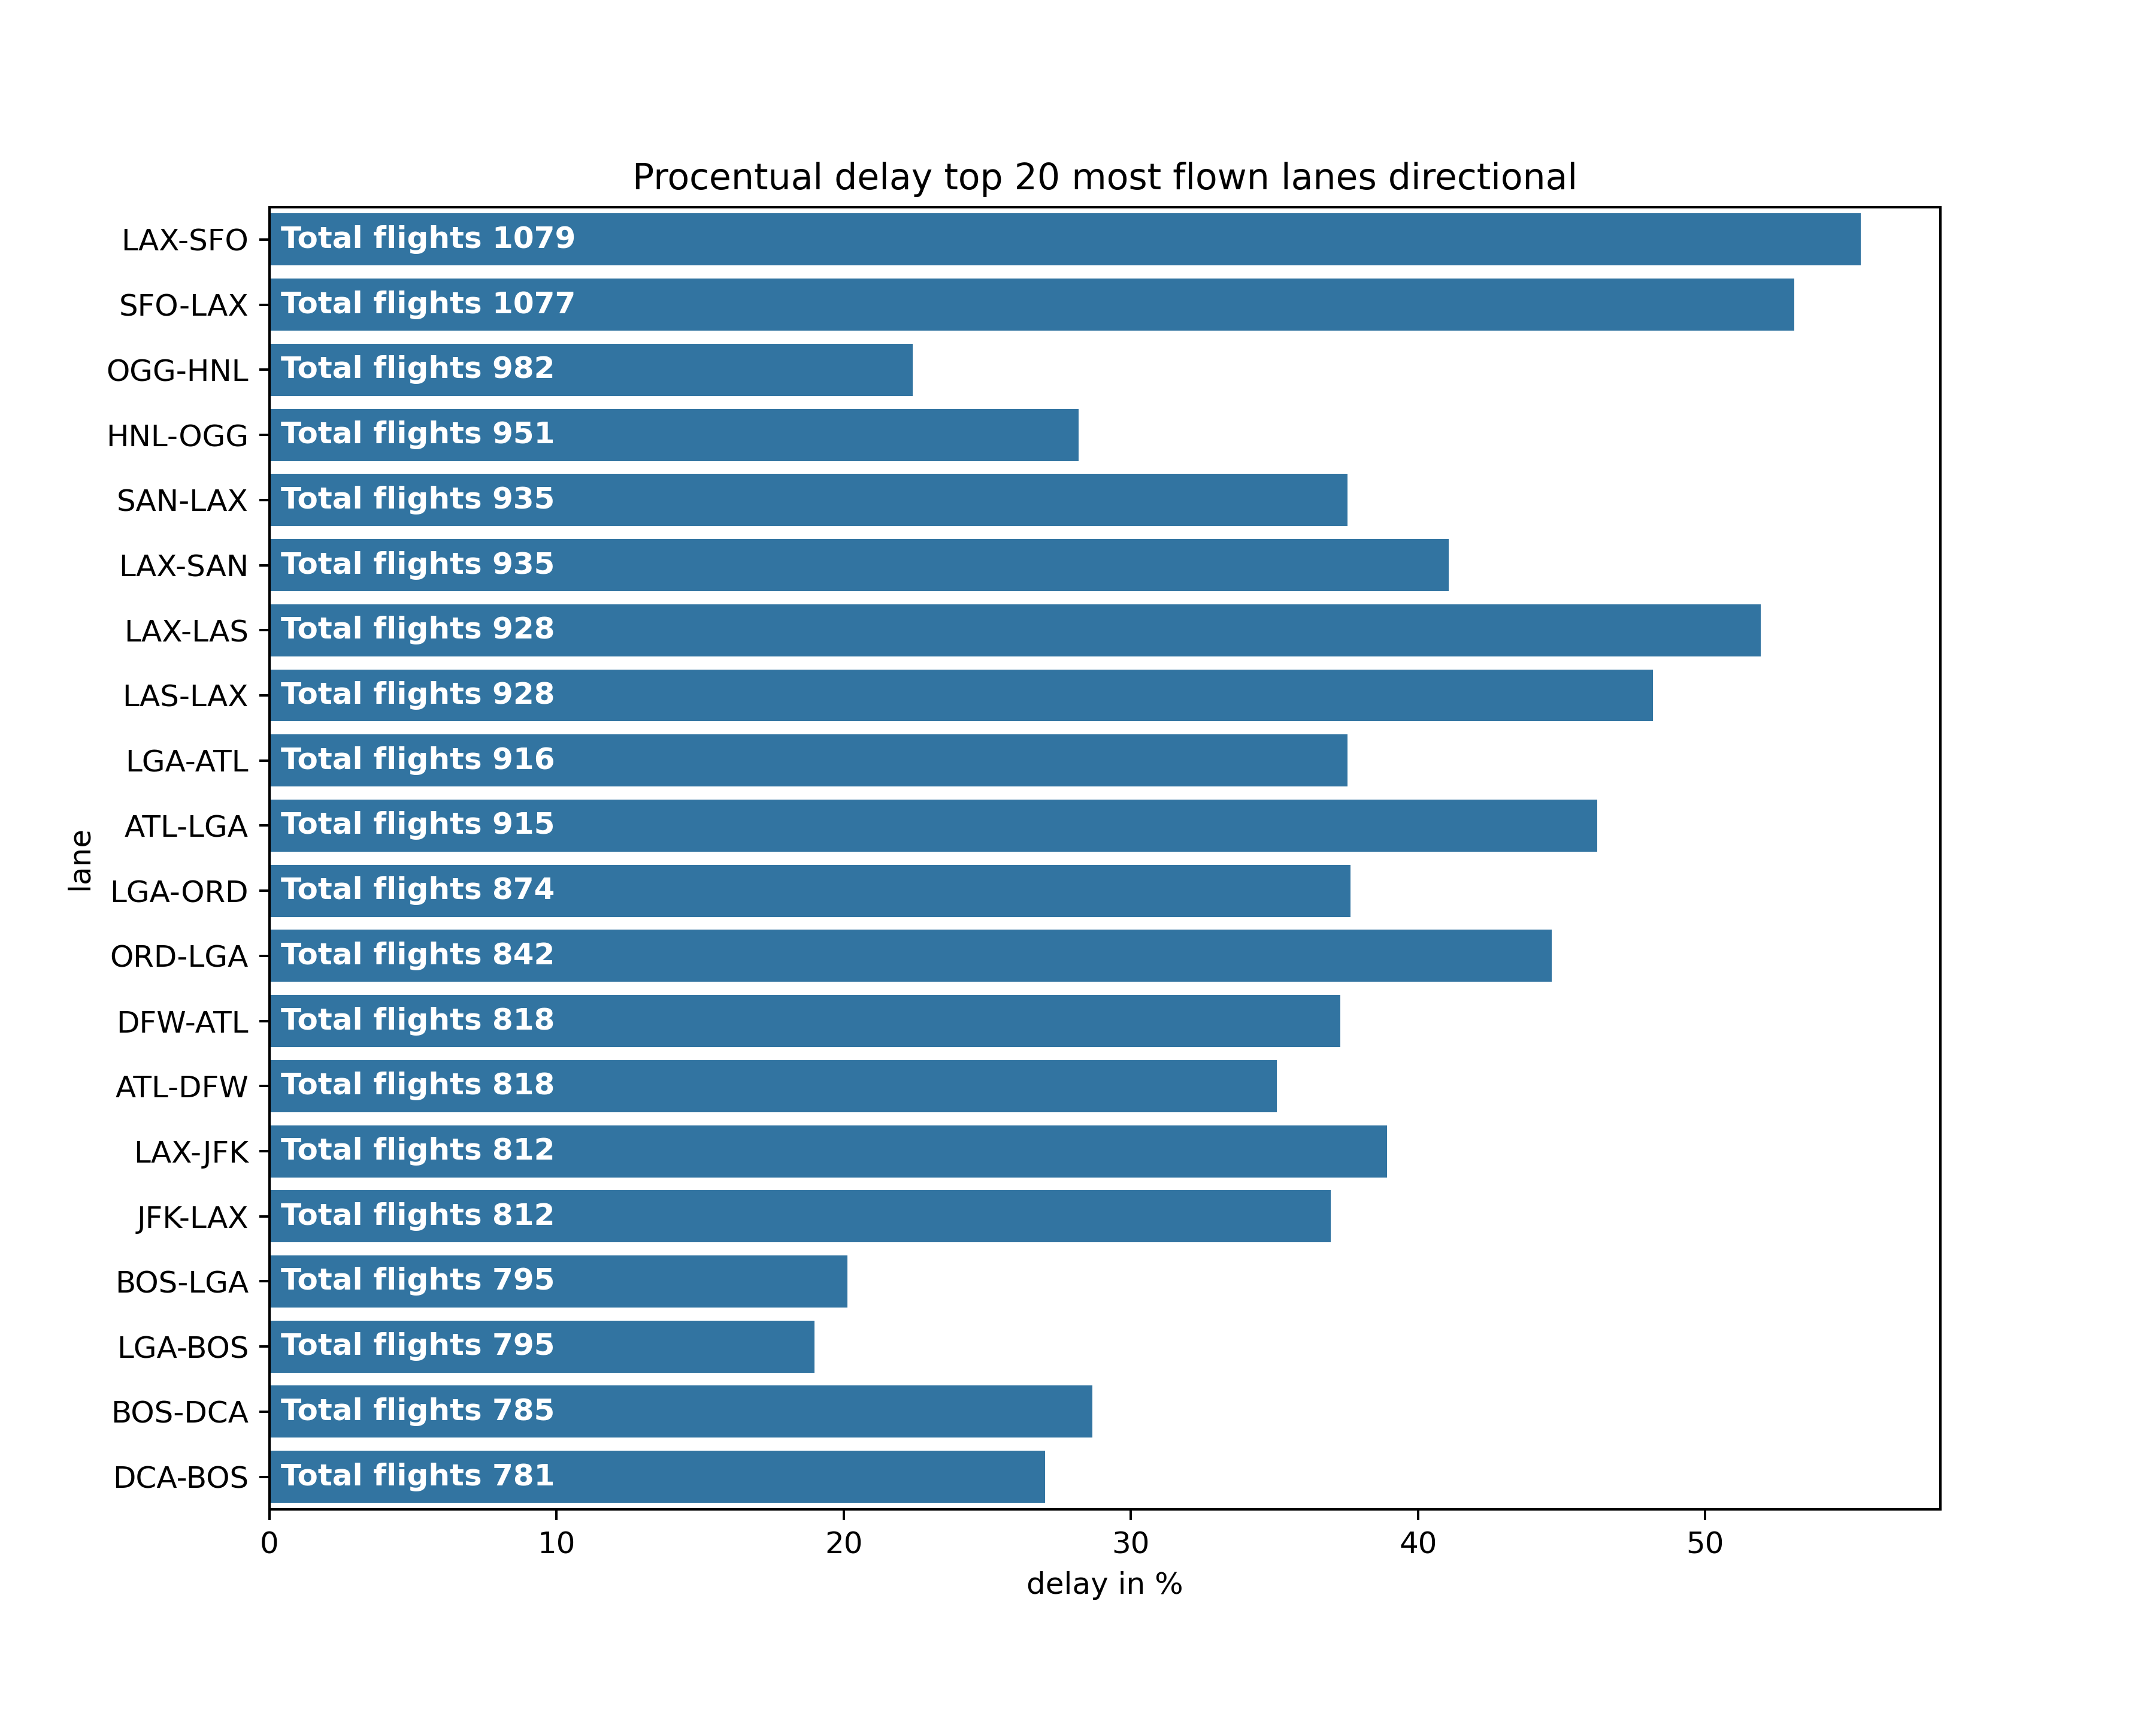 Procentual delay top 20 most flown lanes directional
LAX-SFO Total flights 1079
SFO-LAX Total flights 1077
OGG-HNL Total flights 982
HNL-OGG Total flights 951
SAN-LAX Total flights 935
LAX-SAN Total flights 935
LAX-LAS Total flights 928
LAS-LAX Total flights 928
LGA-ATL Total flights 916
ATL-LGA Total flights 915
lane
LGA-ORD Total flights 874
ORD-LGA Total flights 842
DFW-ATL Total flights 818
ATL-DFW Total flights 818
LAX-JFK Total flights 812
JFK-LAX Total flights 812
BOS-LGA Total flights 795
LGA-BOS Total flights 795
BOS-DCA Total flights 785
DCA-BOS Total flights 781
0 10 20 30 40 50
delay in %